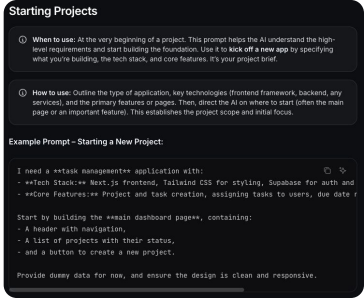 Starting Projects
When to use: At the very beginning of a project. This prompt helps the AI understand the high-
level requirements and start building the foundation. Use it to kick off a new app by specifying
what you're building, the tech stack, and core features. It's your project brief.
How to use: Outline the type of application, key technologies (frontend framework, backend, any
services), and the primary features or pages. Then, direct the AI on where to start (often the main
page or an important feature). This establishes the project scope and initial focus.
Example Prompt – Starting a New Project:
I need a **task management** application with:
- **Tech Stack:** Next.js frontend, Tailwind CSS for styling, Supabase for auth and
- **Core Features:** Project and task creation, assigning tasks to users, due date r
Start by building the **main dashboard page**, containing:
- A header with navigation,
- A list of projects with their status,
- and a button to create a new project.
Provide dummy data for now, and ensure the design is clean and responsive.